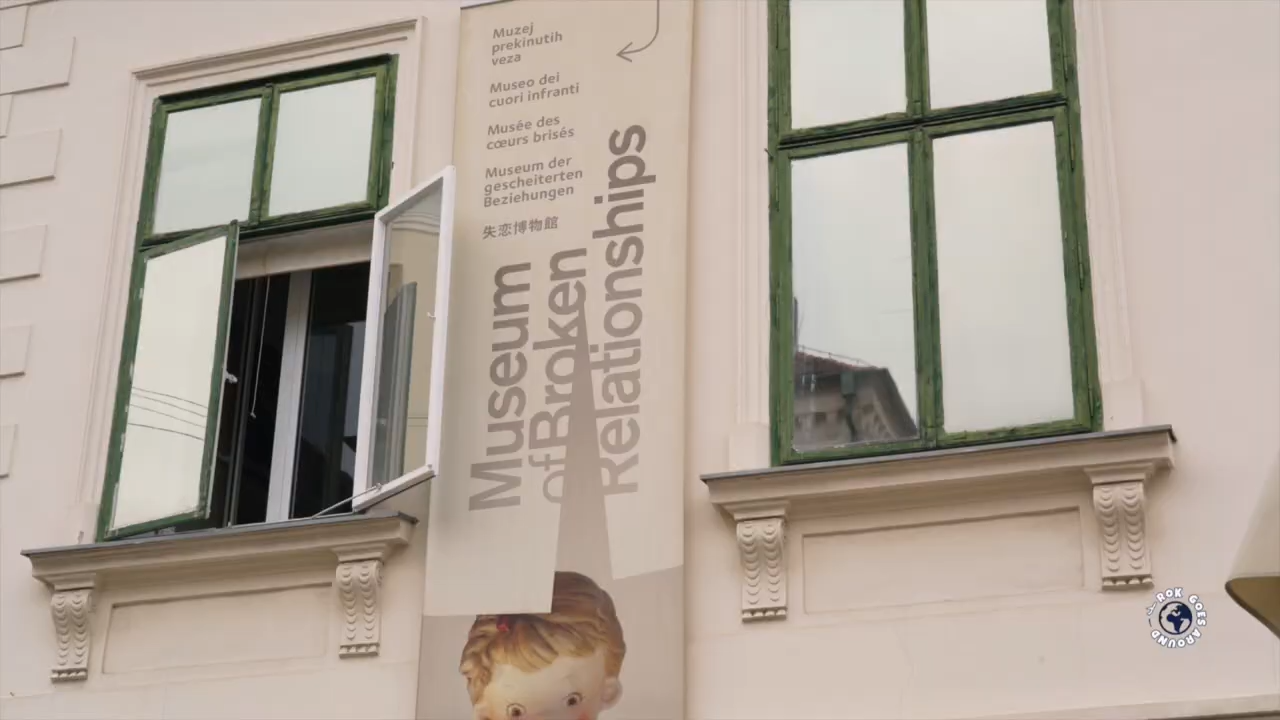 Muzej
prekinutih
veza
Museo dei
cuori infranti
Musée des
cœurs brisés
Museum der
gescheiterten
Beziehungen
失恋博物館
Museum
of Broken
Relationships
ROK GOES AROUND